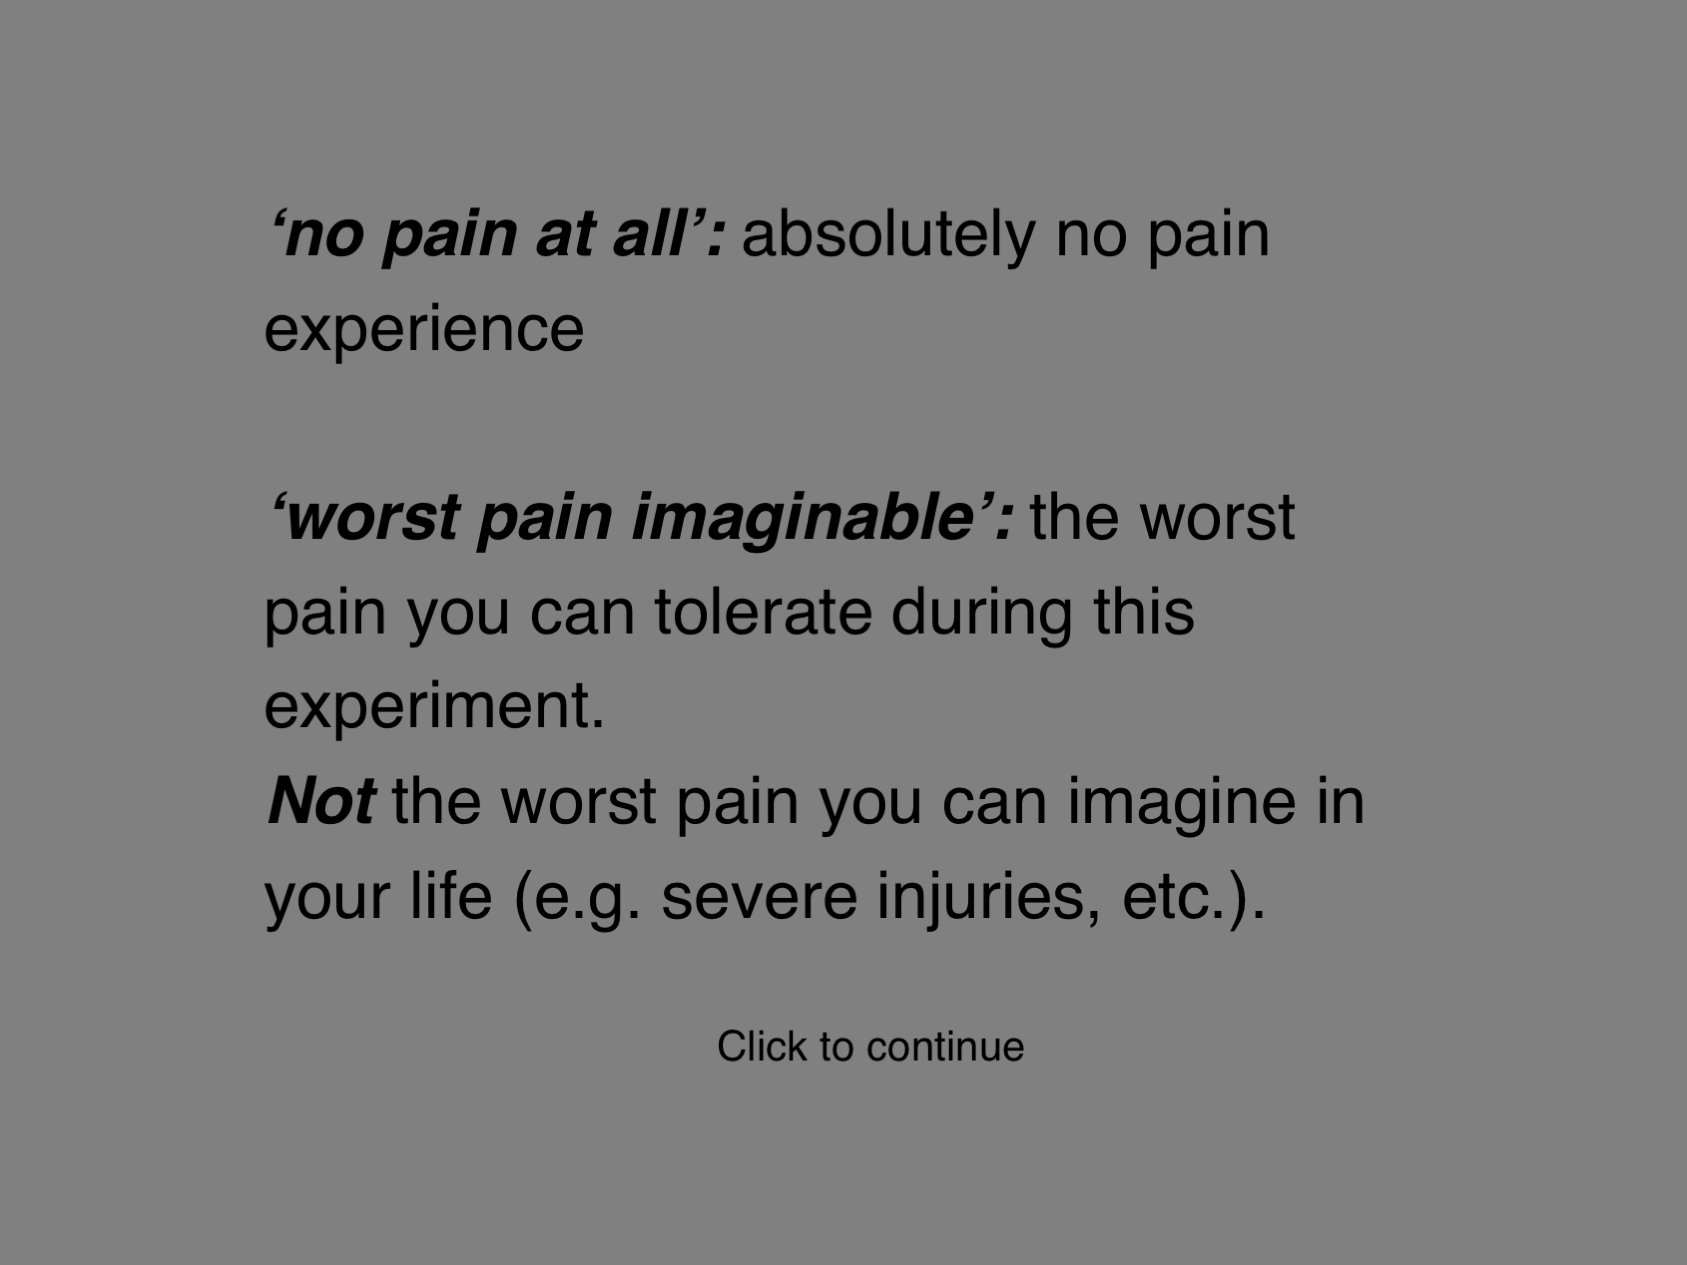 ‘no pain at all’: absolutely no pain
experience
‘worst pain imaginable’: the worst
pain you can tolerate during this
experiment.
Not the worst pain you can imagine in
your life (e.g. severe injuries, etc.).
Click to continue